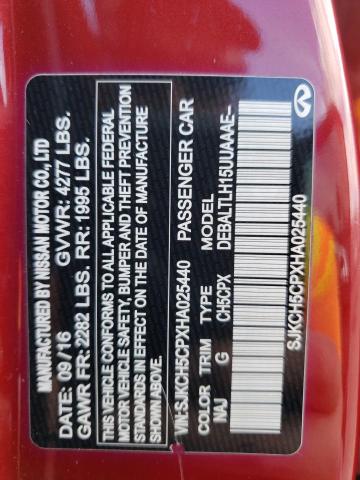 MFD BY NISSAN MOTOR CO., LTD
DATE: 09/16 GVWR: 4277 LBS.
GAWR FR: 2282 LBS. RR: 1995 LBS.
THIS VEHICLE CONFORMS TO ALL APPLICABLE FEDERAL
MOTOR VEHICLE SAFETY, BUMPER AND THEFT PREVENTION
STANDARDS IN EFFECT ON THE DATE OF MANUFACTURE
SHOWN ABOVE.
VIN:SJKCH5CPXHA025440 PASSENGER CAR
COLOR TRIM TYPE MODEL
NAJ G CH5CPX DEBALTLH15UUAAAE-
SJKCH5CPXHA025440